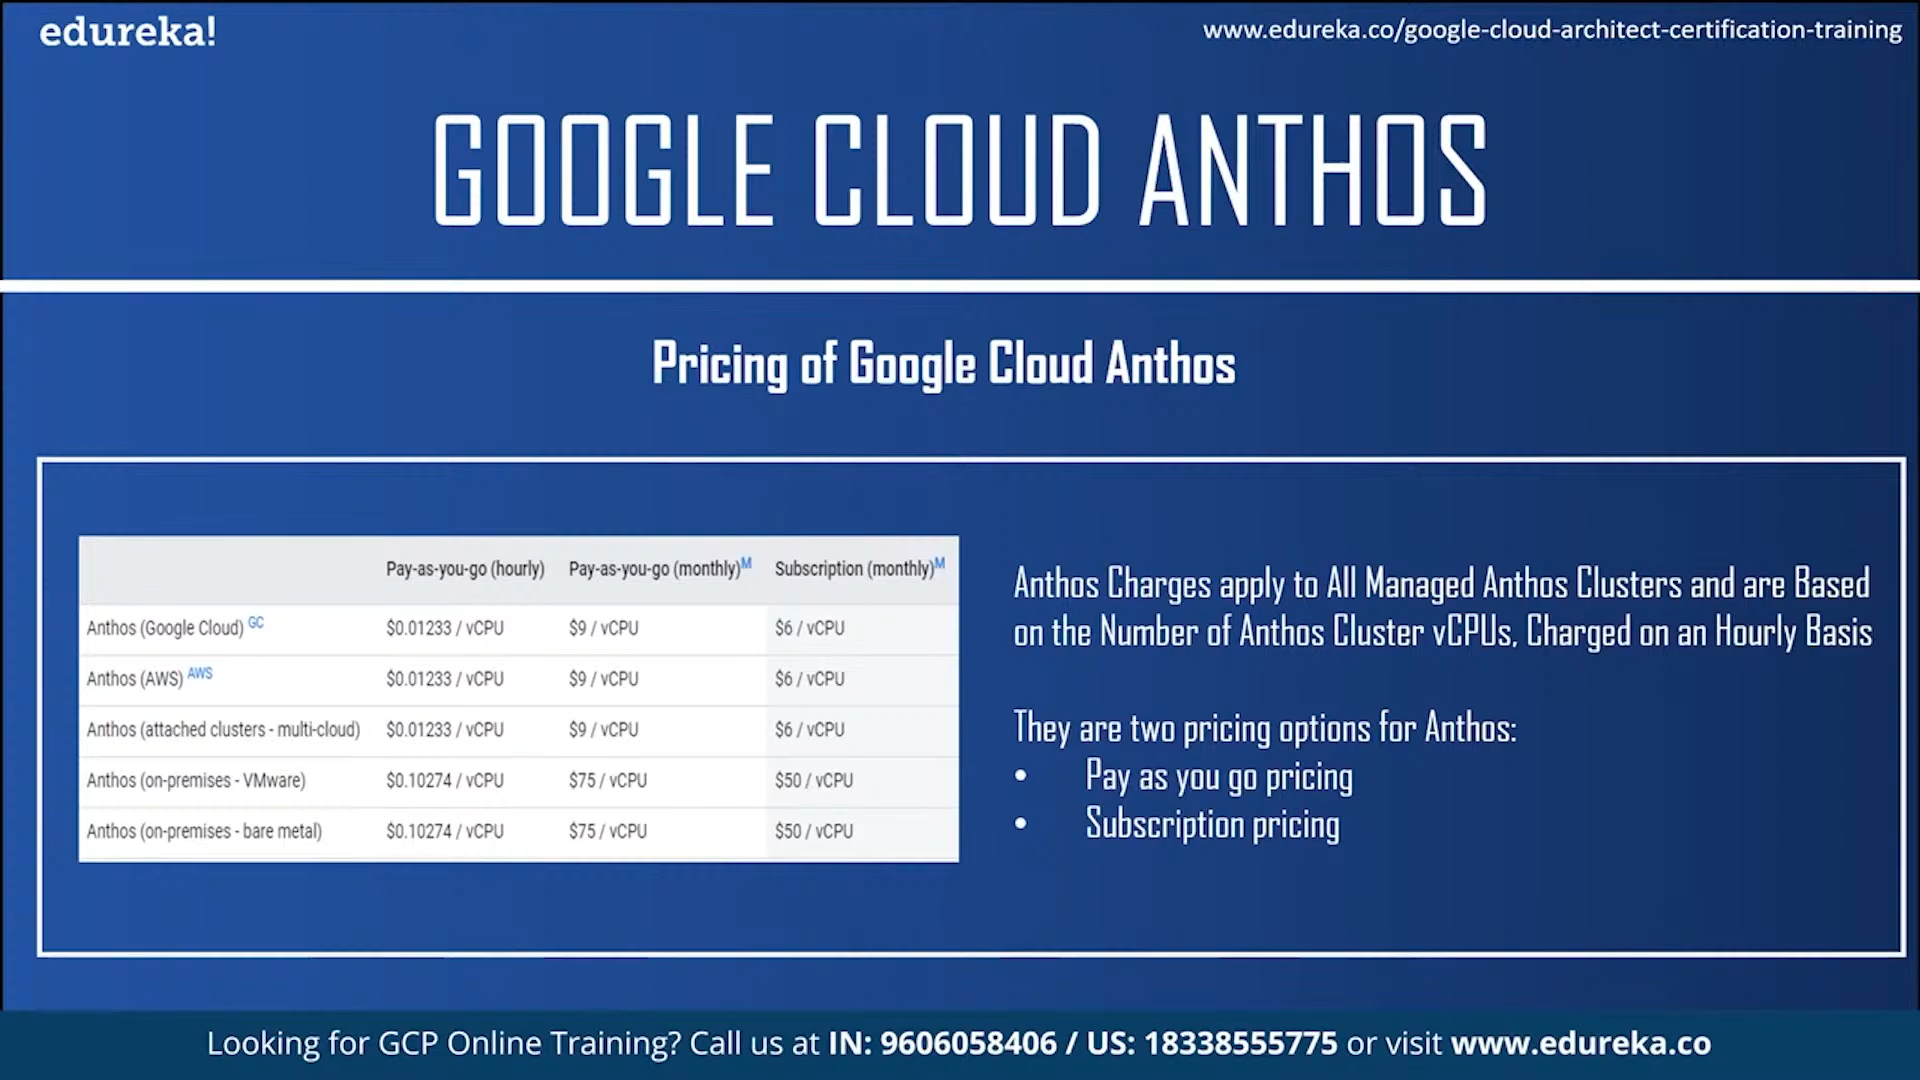 edureka!
www.edureka.co/google-cloud-architect-certification-training
GOOGLE CLOUD ANTHOS
Pricing of Google Cloud Anthos
Pay-as-you-go (hourly) Pay-as-you-go (monthly)M Subscription (monthly)M
Anthos (Google Cloud) GC $0.01233 / vCPU $9 / vCPU $6 / vCPU
Anthos (AWS) AWS $0.01233 / vCPU $9 / vCPU $6 / vCPU
Anthos (attached clusters - multi-cloud) $0.01233 / vCPU $9 / vCPU $6 / vCPU
Anthos (on-premises - VMware) $0.10274 / vCPU $75 / vCPU $50 / vCPU
Anthos (on-premises - bare metal) $0.10274 / vCPU $75 / vCPU $50 / vCPU
Anthos Charges apply to All Managed Anthos Clusters and are Based
on the Number of Anthos Cluster vCPUs, Charged on an Hourly Basis
They are two pricing options for Anthos:
• Pay as you go pricing
• Subscription pricing
Looking for GCP Online Training? Call us at IN: 9606058406 / US: 18338555775 or visit www.edureka.co